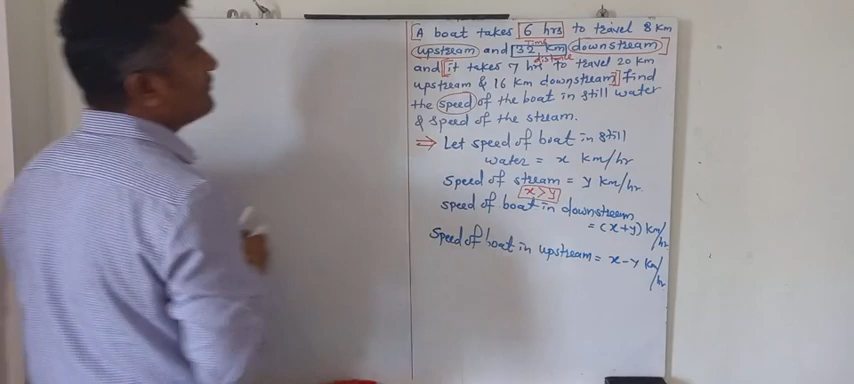 A boat takes 6 hrs to travel 8 km
Time
upstream and 32 km downstream
distance
and it takes 7 hrs to travel 20 km
upstream & 16 km downstream find
the speed of the boat in still water
& speed of the stream.
⇒ Let speed of boat in still
water = x km/hr
speed of stream = y km/hr.
x > y
speed of boat in downstream
= (x+y) km/hr
Speed of boat in upstream = x-y km/hr